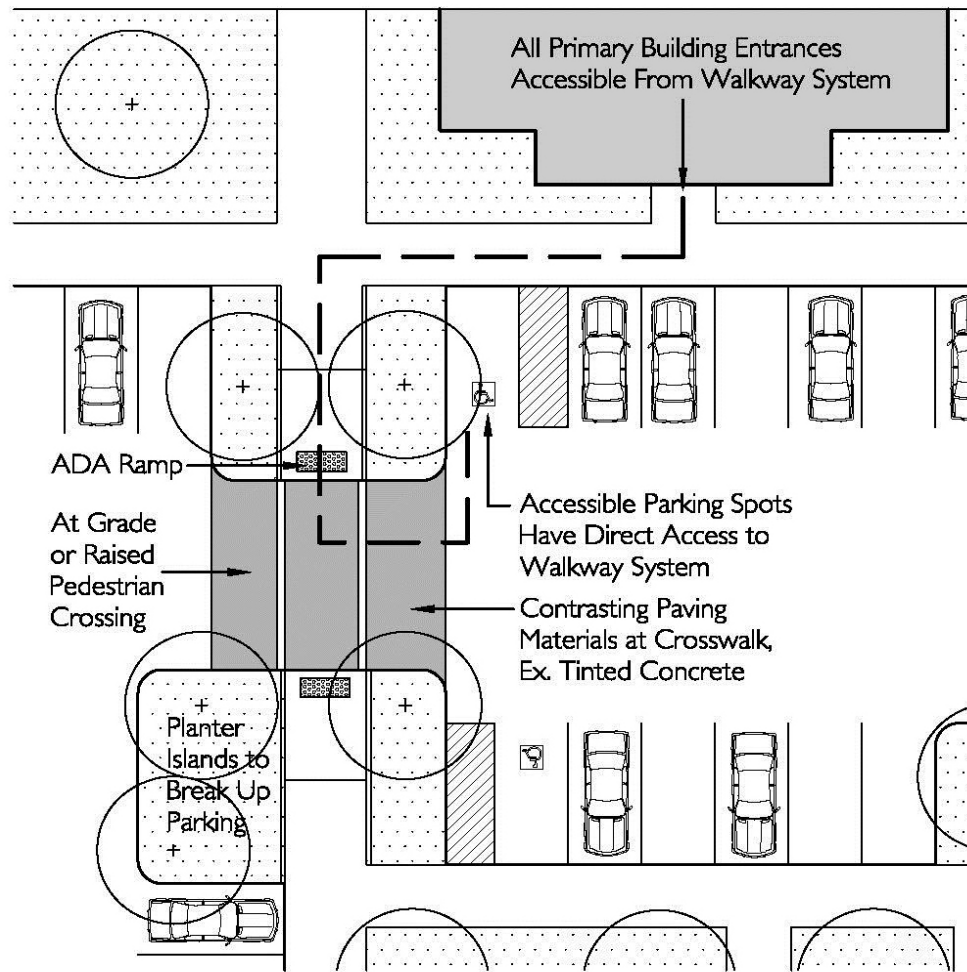 All Primary Building Entrances
Accessible From Walkway System
ADA Ramp
At Grade
or Raised
Pedestrian
Crossing
Accessible Parking Spots
Have Direct Access to
Walkway System
Contrasting Paving
Materials at Crosswalk,
Ex. Tinted Concrete
Planter
Islands to
Break Up
Parking